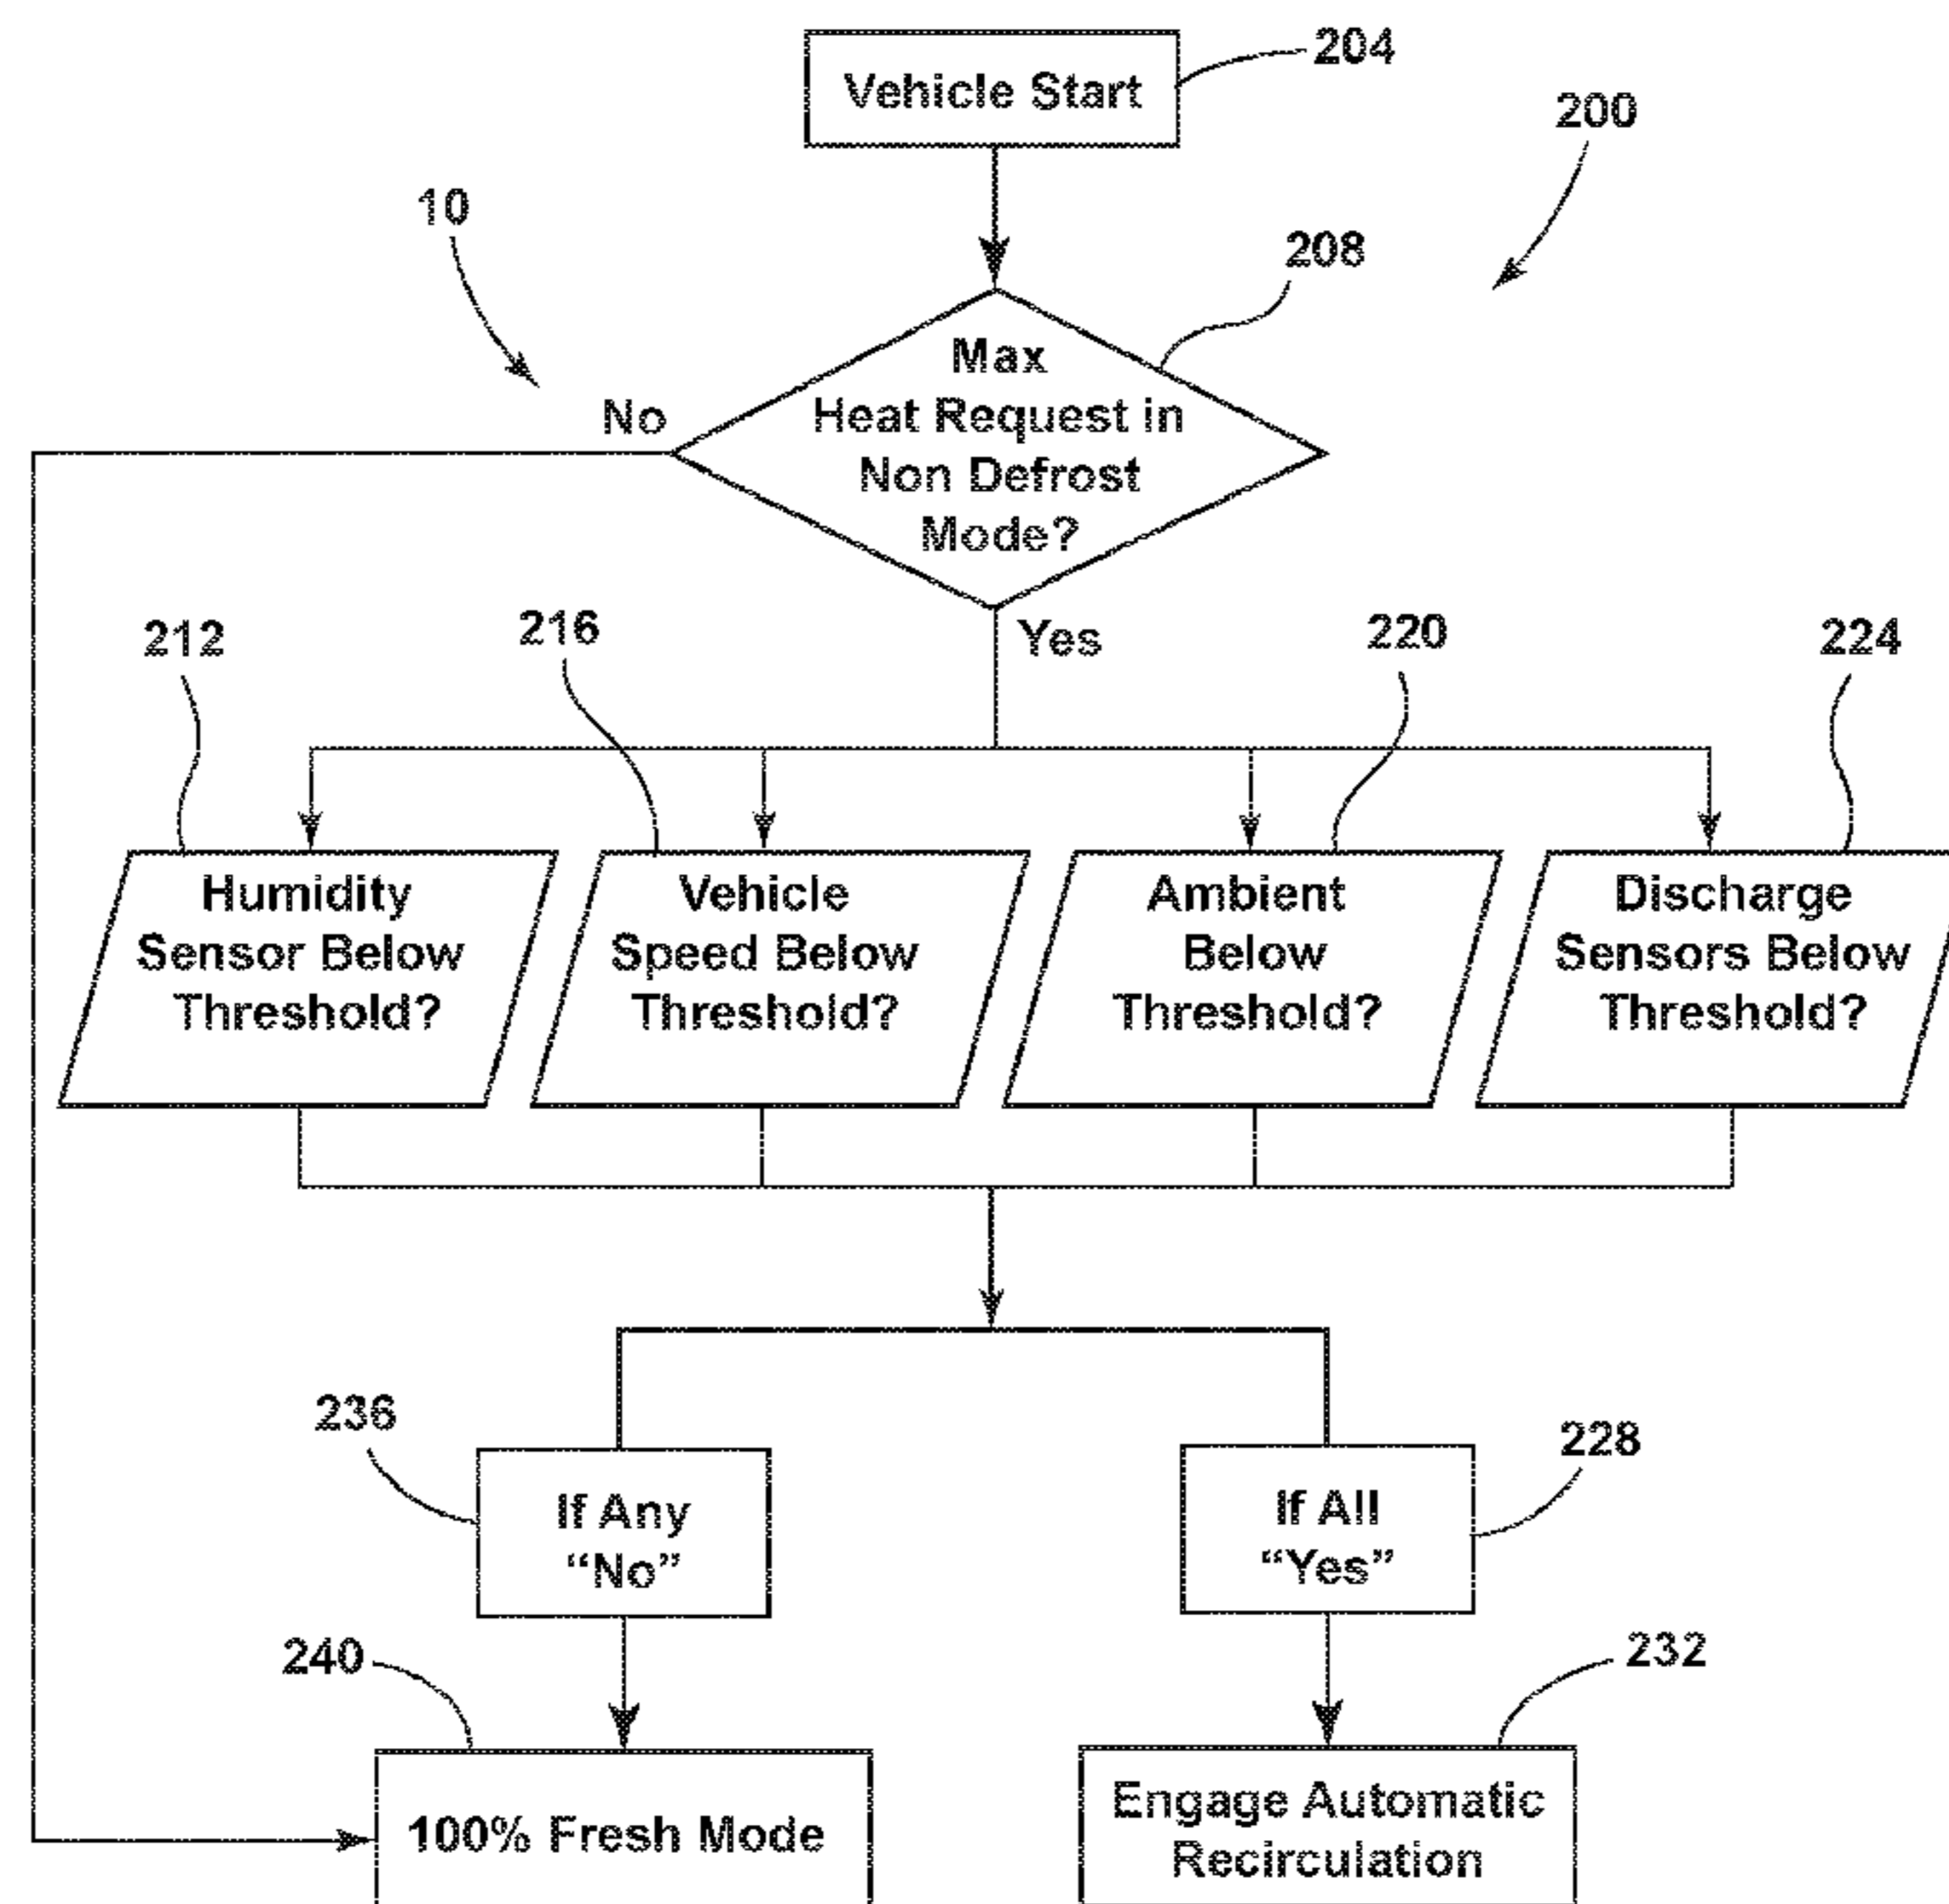 204
Vehicle Start
200
10
208
Max
Heat Request in
Non Defrost
Mode?
No
Yes
212
216
220
224
Humidity
Sensor Below
Threshold?
Vehicle
Speed Below
Threshold?
Ambient
Below
Threshold?
Discharge
Sensors Below
Threshold?
236
If Any
“No”
228
If All
“Yes”
240
100% Fresh Mode
232
Engage Automatic
Recirculation